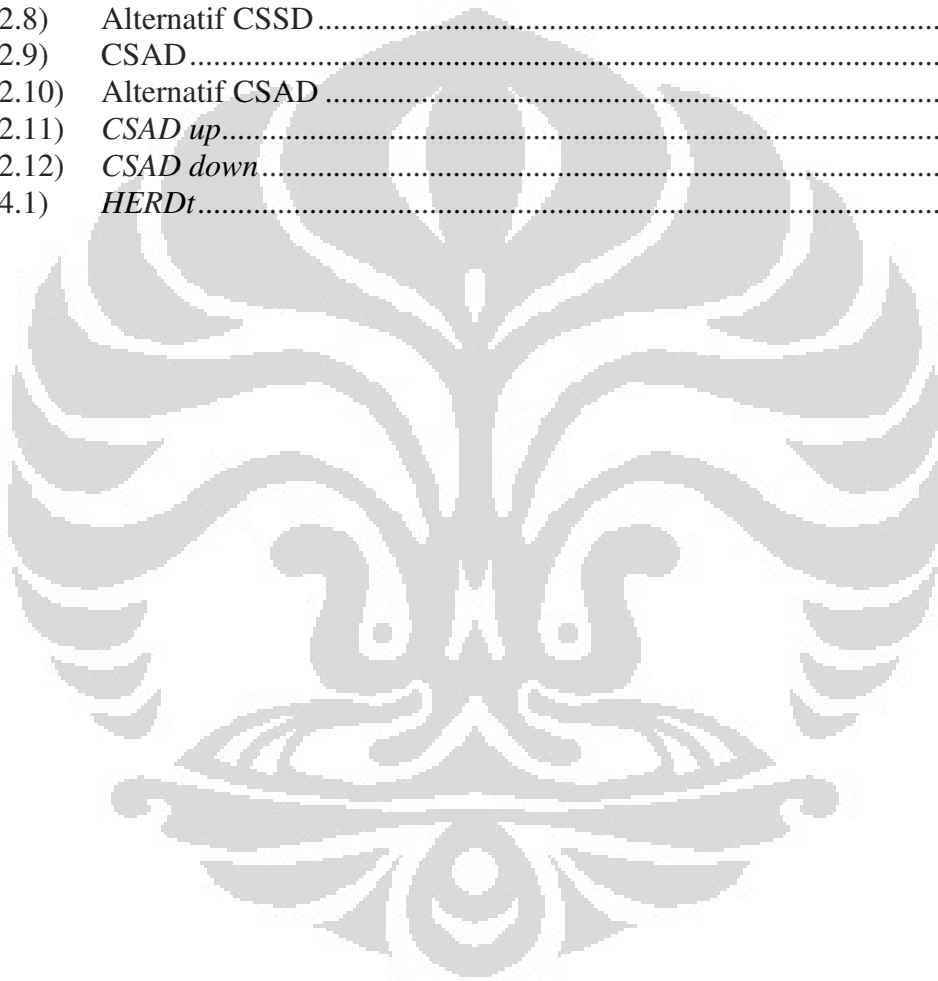 2.8) Alternatif CSSD ........................................................................................
2.9) CSAD ........................................................................................
2.10) Alternatif CSAD ........................................................................................
2.11) CSAD up ........................................................................................
2.12) CSAD down ........................................................................................
4.1) HERDt ........................................................................................